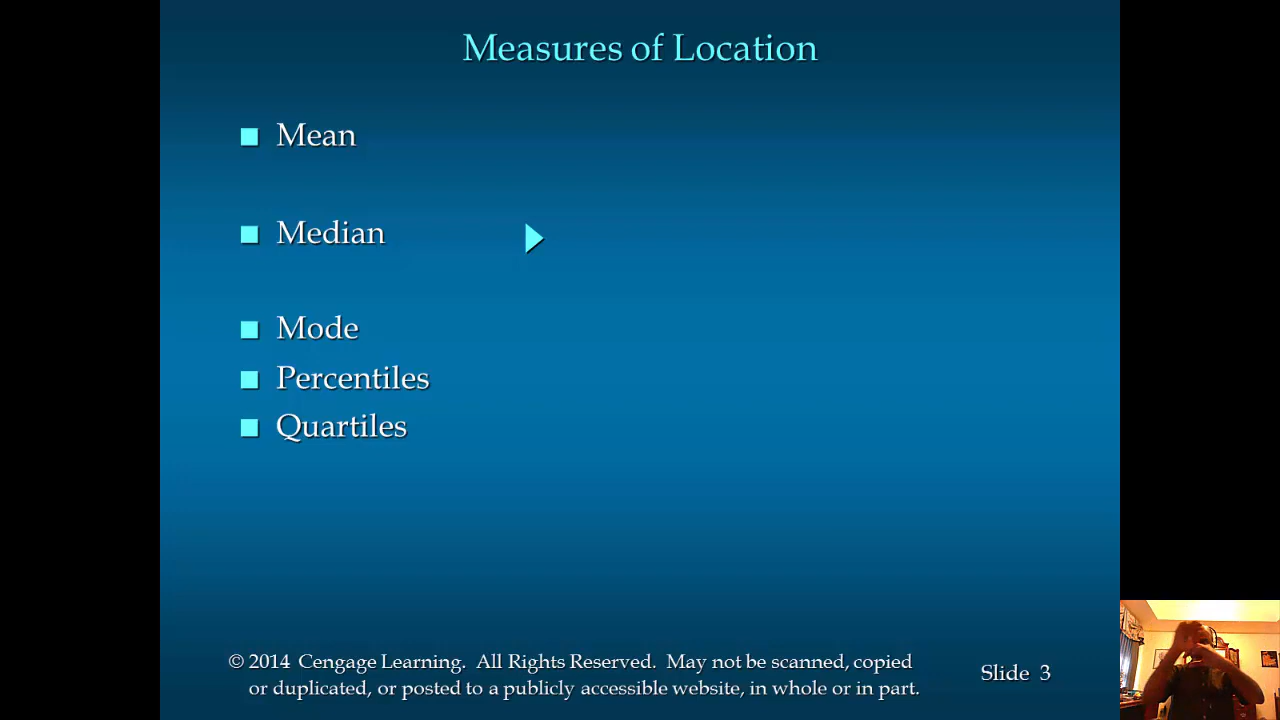 Measures of Location
Mean
Median
Mode
Percentiles
Quartiles
© 2014 Cengage Learning. All Rights Reserved. May not be scanned, copied
or duplicated, or posted to a publicly accessible website, in whole or in part.
Slide 3